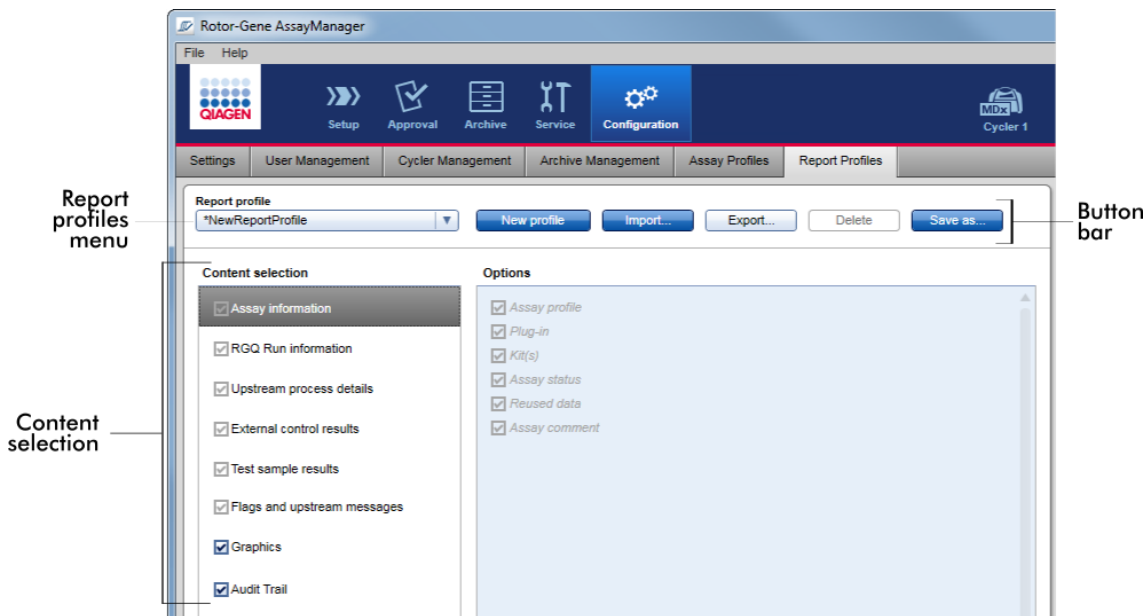 Rotor-Gene AssayManager
File Help
QIAGEN
Setup Approval Archive Service Configuration
MDx
Cycler 1
Settings User Management Cycler Management Archive Management Assay Profiles Report Profiles
Report profiles menu
Report profile
*NewReportProfile New profile Import... Export... Delete Save as...
Button bar
Content selection Options
Content selection
Assay information
RGQ Run information
Upstream process details
External control results
Test sample results
Flags and upstream messages
Graphics
Audit Trail
Assay profile
Plug-in
Kit(s)
Assay status
Reused data
Assay comment